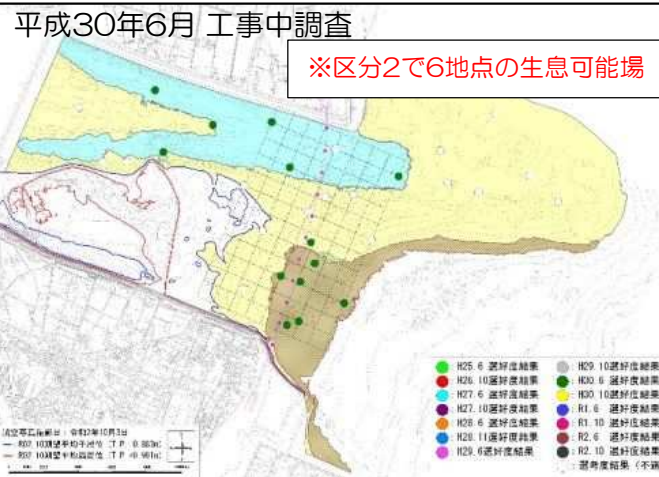 平成30年6月 工事中調査
※区分2で6地点の生息可能場
H25.6 選好度結果
H26.10選好度結果
H27.6 選好度結果
H27.10選好度結果
H28.6 選好度結果
H28.11選好度結果
H29.6選好度結果
H29.10選好度結果
H30.6 選好度結果
H30.10選好度結果
R1.6 選好度結果
R1.10 選好度結果
R2.6 選好度結果
R2.10 選好度結果